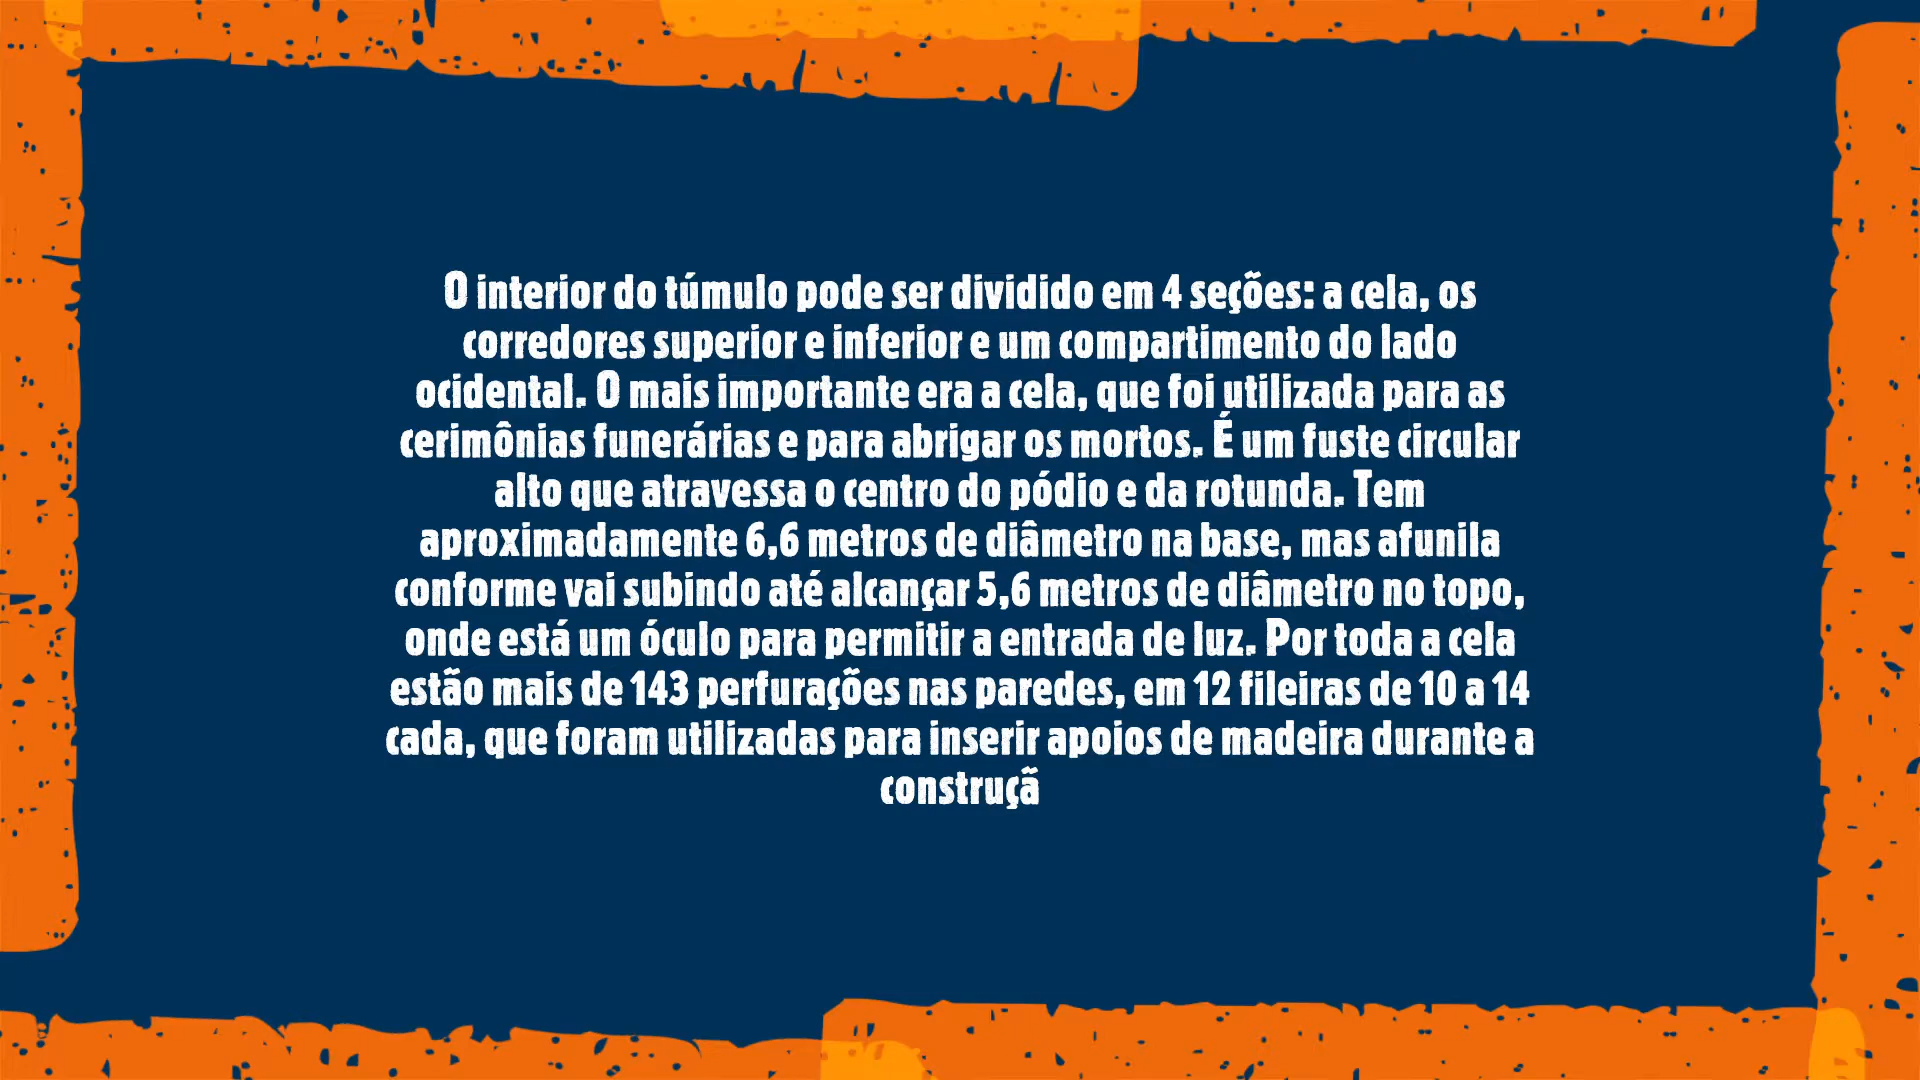 O interior do túmulo pode ser dividido em 4 seções: a cela, os
corredores superior e inferior e um compartimento do lado
ocidental. O mais importante era a cela, que foi utilizada para as
cerimônias funerárias e para abrigar os mortos. É um fuste circular
alto que atravessa o centro do pódio e da rotunda. Tem
aproximadamente 6,6 metros de diâmetro na base, mas afunila
conforme vai subindo até alcançar 5,6 metros de diâmetro no topo,
onde está um óculo para permitir a entrada de luz. Por toda a cela
estão mais de 143 perfurações nas paredes, em 12 fileiras de 10 a 14
cada, que foram utilizadas para inserir apoios de madeira durante a
construçã